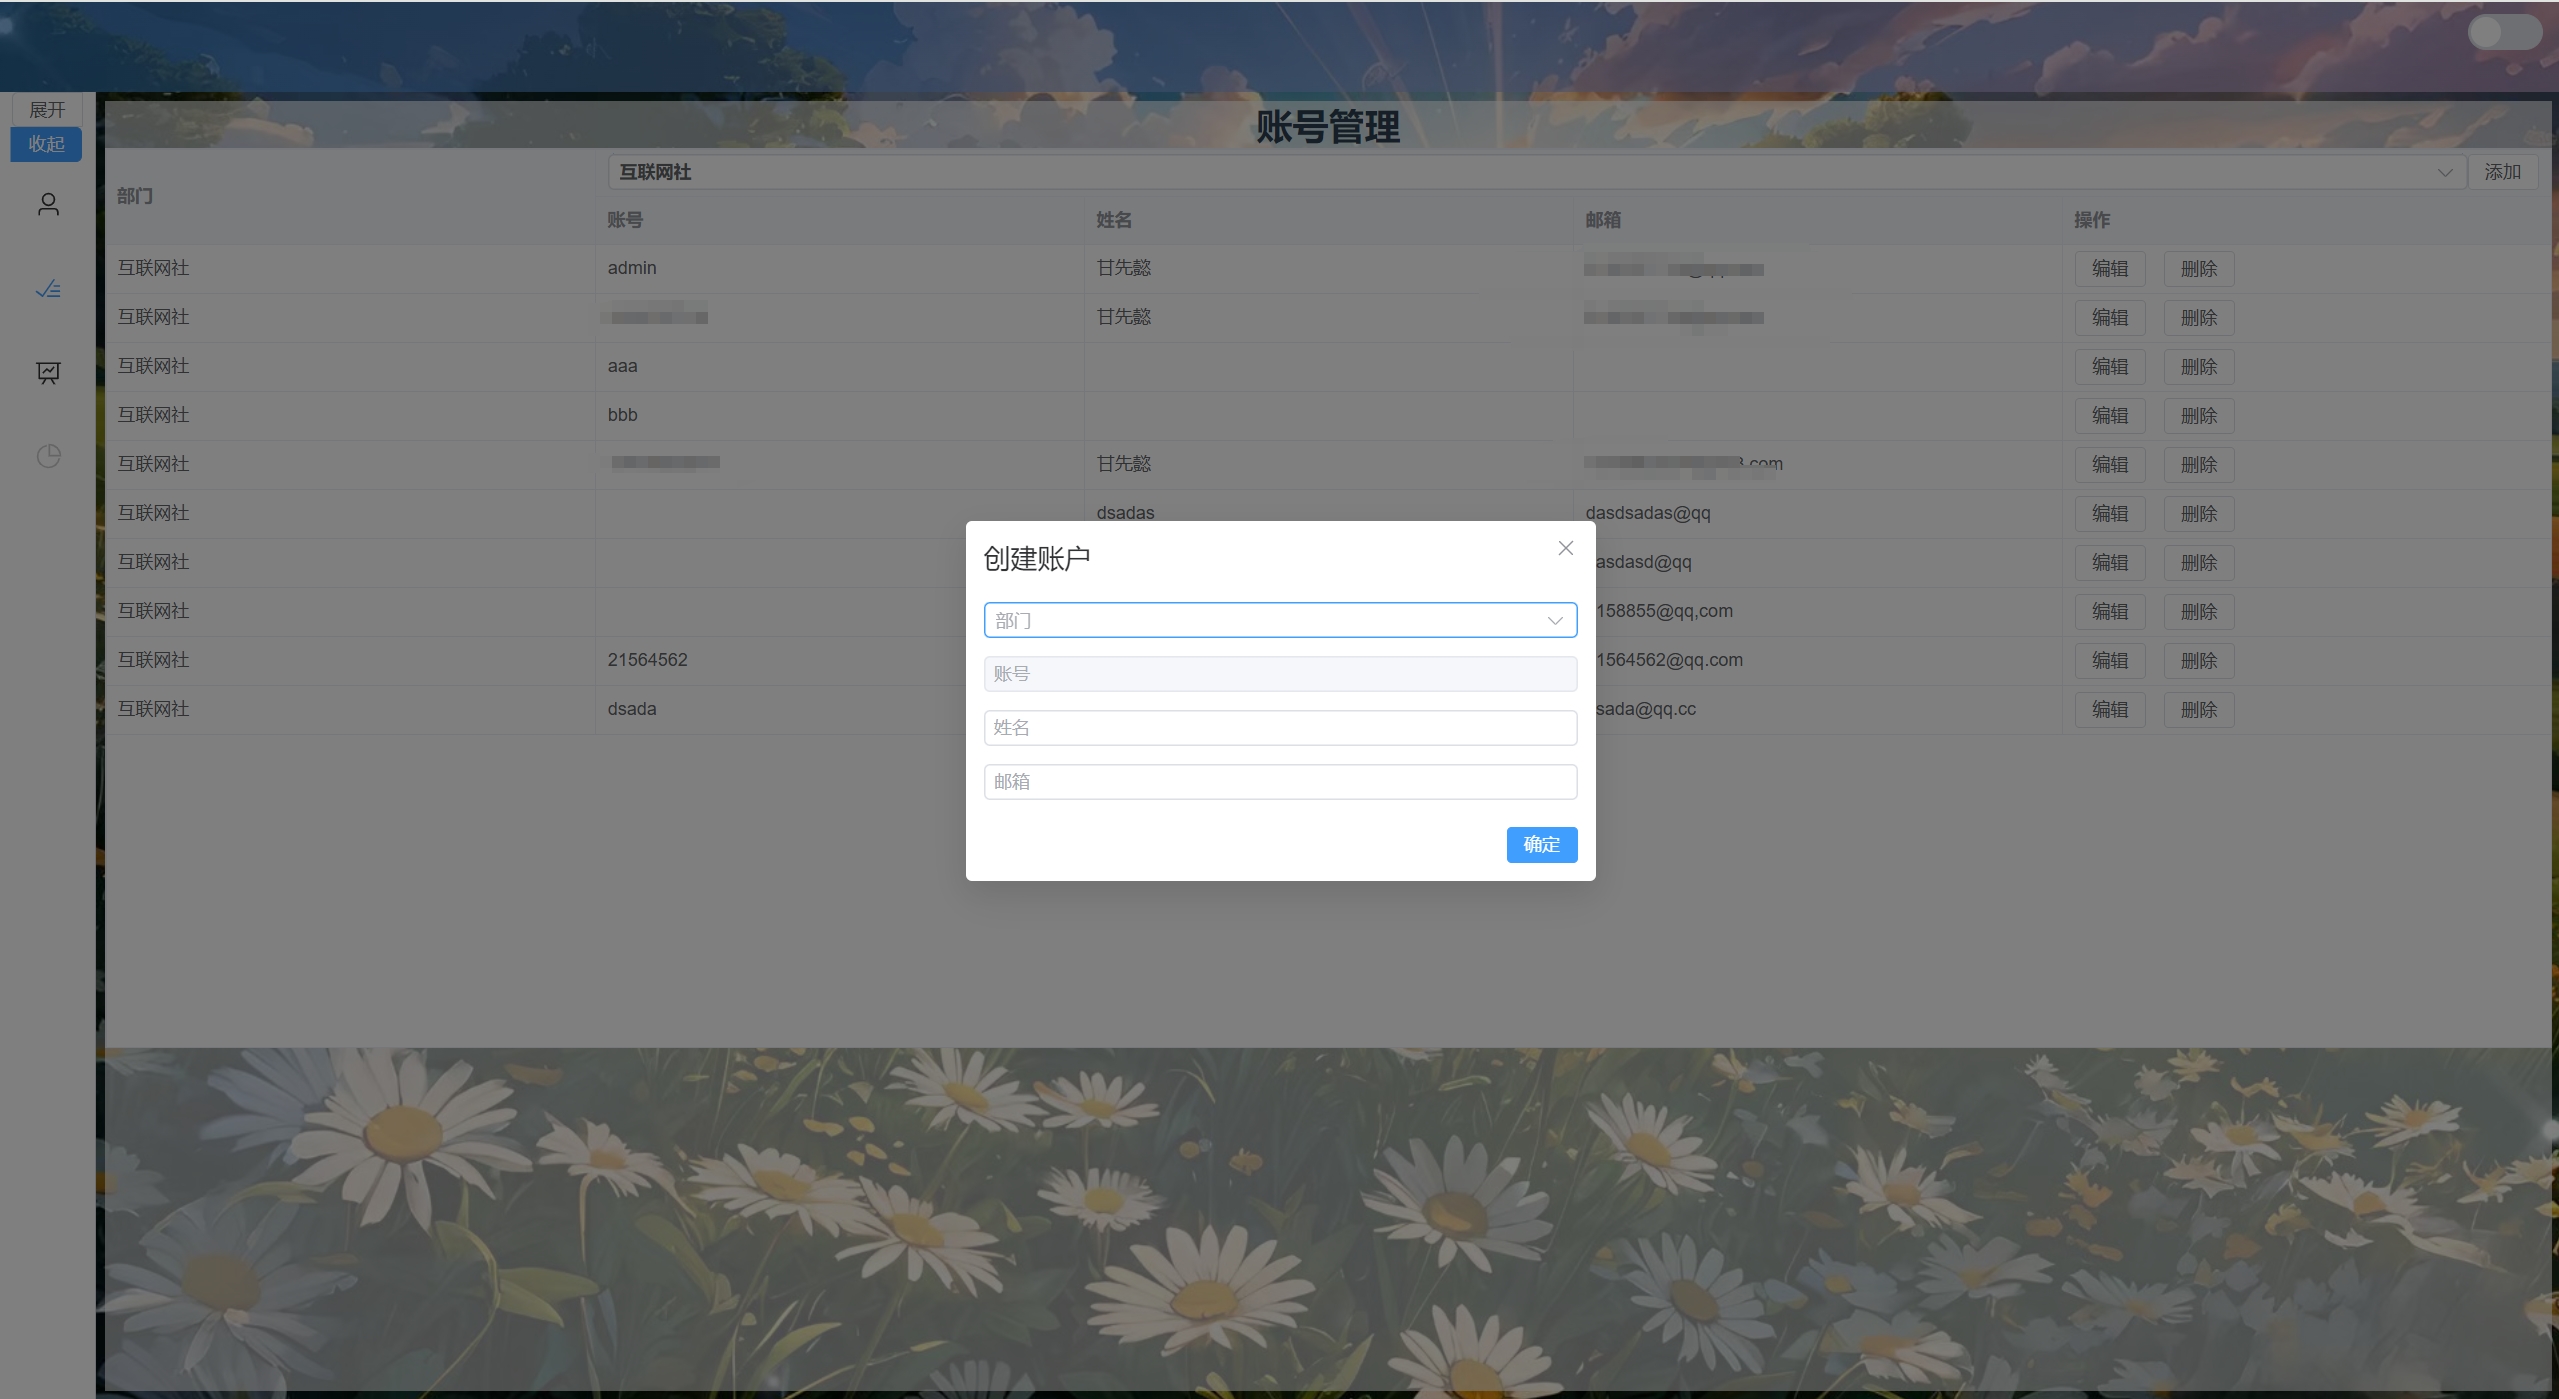 展开
收起
账号管理
部门
互联网社
添加
账号 姓名 邮箱 操作
互联网社 admin 甘先懿 编辑 删除
互联网社 甘先懿 编辑 删除
互联网社 aaa 编辑 删除
互联网社 bbb 编辑 删除
互联网社 甘先懿 .com 编辑 删除
互联网社 dsadas dasdsadas@qq 编辑 删除
互联网社 asdasd@qq 编辑 删除
互联网社 158855@qq,com 编辑 删除
互联网社 21564562 1564562@qq.com 编辑 删除
互联网社 dsada sada@qq.cc 编辑 删除
创建账户
部门
账号
姓名
邮箱
确定